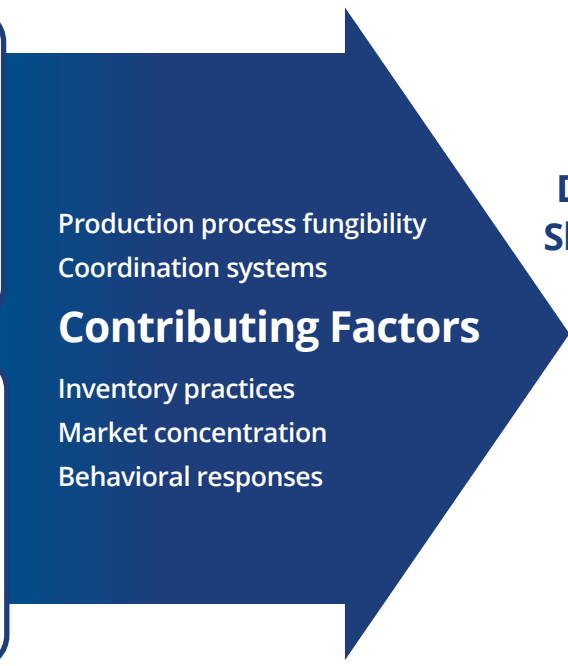 Production process fungibility
Coordination systems
Contributing Factors
Inventory practices
Market concentration
Behavioral responses